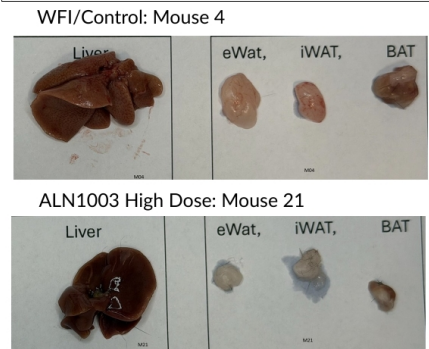 WFI/Control: Mouse 4
Liver eWat, iWAT, BAT
M04 M04
ALN1003 High Dose: Mouse 21
Liver eWat, iWAT, BAT
M21 M21